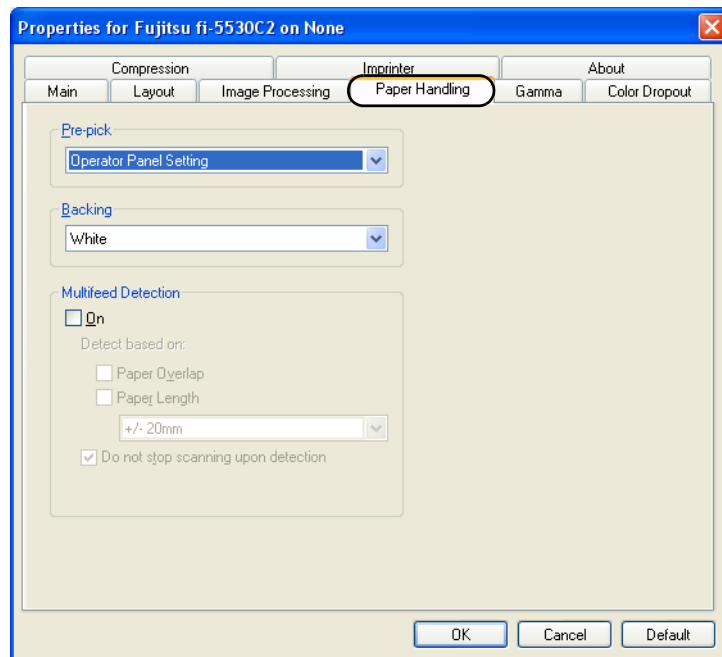 Properties for Fujitsu fi-5530C2 on None
Compression Imprinter About
Main Layout Image Processing Paper Handling Gamma Color Dropout
Pre-pick
Operator Panel Setting
Backing
White
Multifeed Detection
On
Detect based on:
Paper Overlap
Paper Length
+/- 20mm
Do not stop scanning upon detection
OK Cancel Default